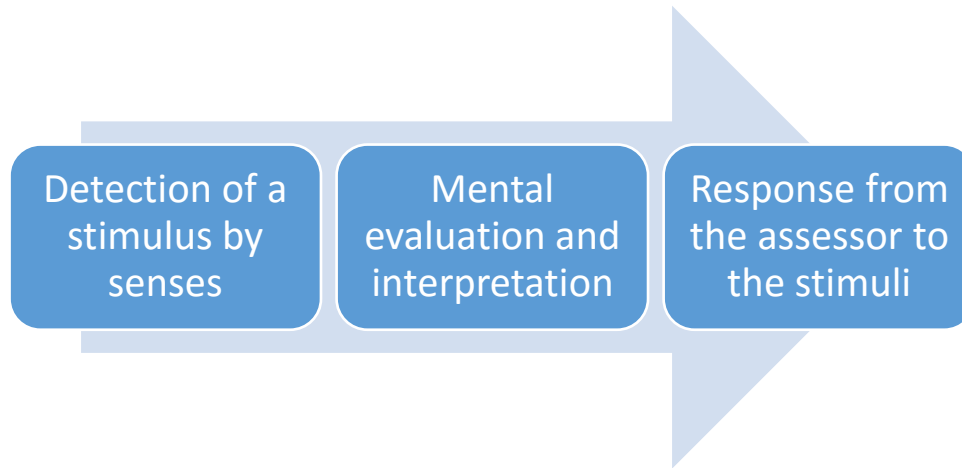 Detection of a
stimulus by
senses
Mental
evaluation and
interpretation
Response from
the assessor to
the stimuli